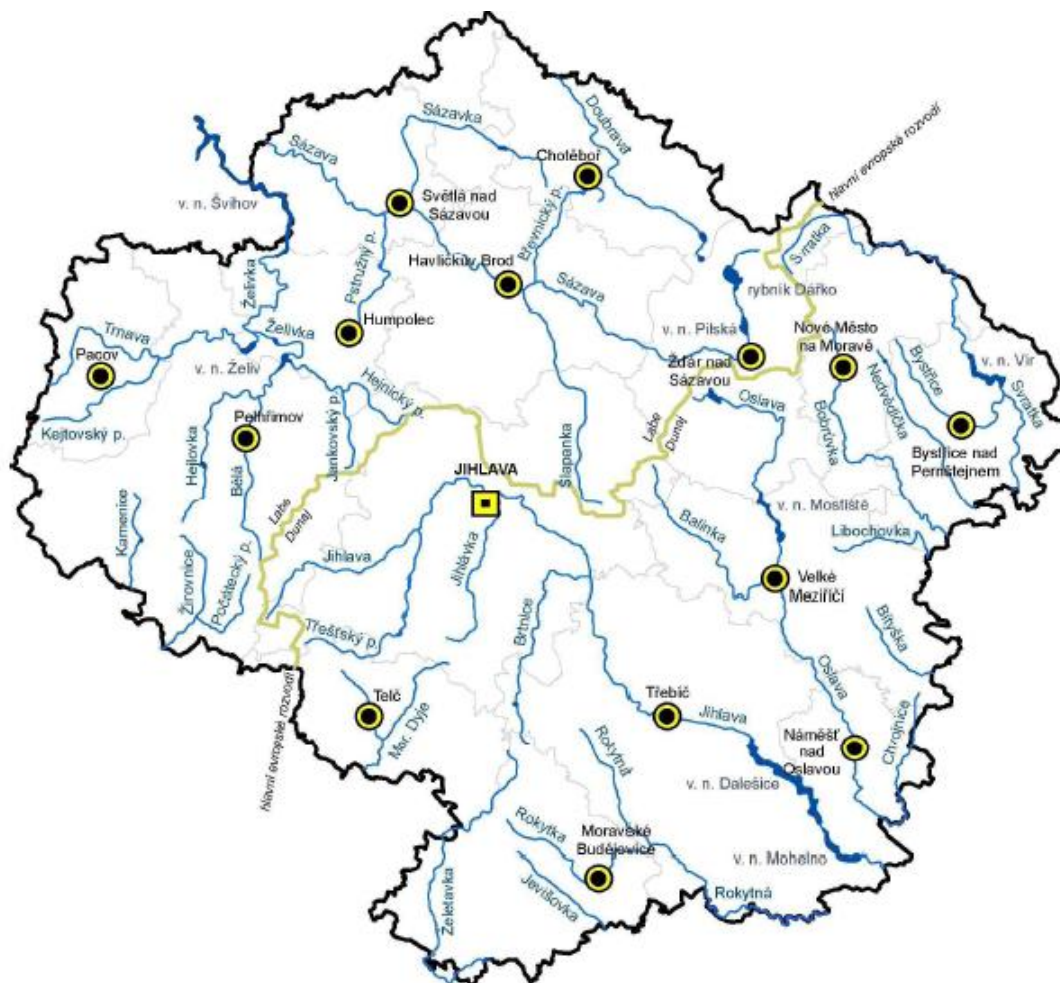 Sázavka
Doubrava
hlavní evropské rozvodí
Sázava
Chotěboř
v. n. Švihov
Světlá nad
Sázavou
Břevnický p.
Svratka
Pstružný p.
Havlíčkův Brod
Želivka
Sázava
rybník Dářko
Trnava
Želivka
Humpolec
v. n. Pilská
Nové Město
na Moravě
Pacov
v. n. Želiv
Žďár nad
Sázavou
Bystřice
v. n. Vír
Hejnický p.
Oslava
Nedvědička
Svratka
Kejtovský p.
Pelhřimov
Jankovský p.
Bobrůvka
Hejlovka
Bělá
Labe
Dunaj
Bystřice nad
Pernštejnem
JIHLAVA
Šlapanka
Kamenice
Labe
Dunaj
v. n. Mostiště
Balinka
Libochovka
Žirovnice
Počátecký p.
Jihlava
Jihlávka
Velké
Meziříčí
Brtnice
Bítýška
Třešťský p.
hlavní evropské rozvodí
Telč
Mor. Dyje
Třebíč
Jihlava
Oslava
Rokytná
Náměšť
nad
Oslavou
Chrojnice
v. n. Dalešice
Rokytka
Moravské
Budějovice
v. n. Mohelno
Želetavka
Jevišovka
Rokytná